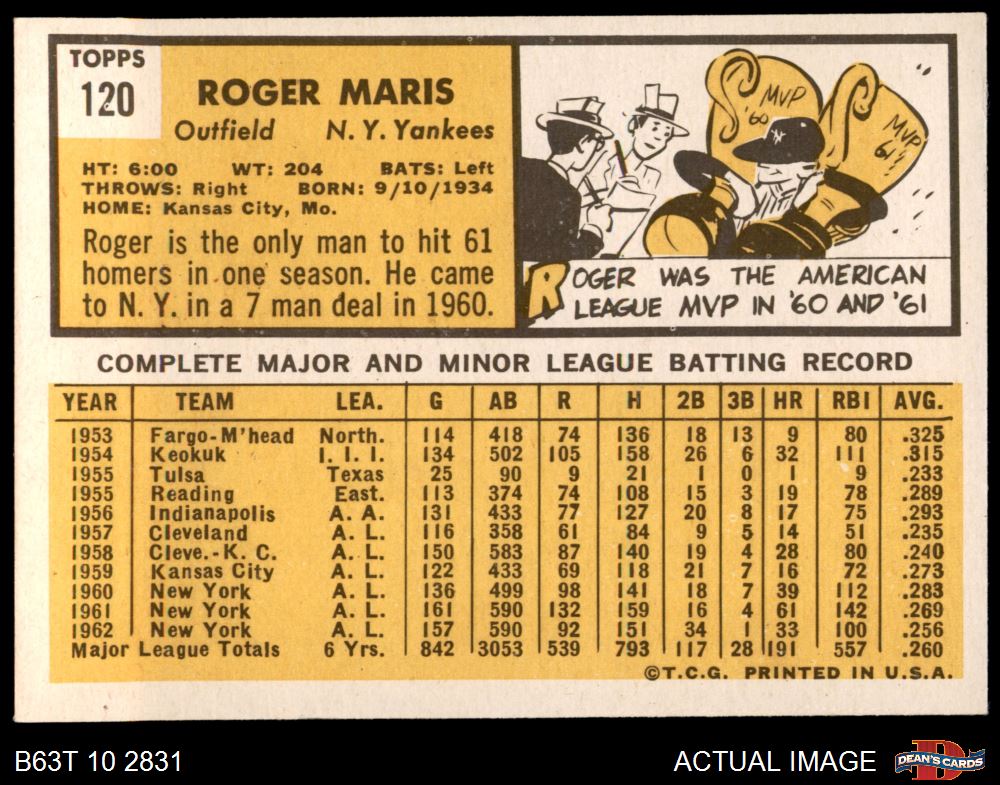 TOPPS
120
ROGER MARIS
Outfield N. Y. Yankees
HT: 6:00 WT: 204 BATS: Left
THROWS: Right BORN: 9/10/1934
HOME: Kansas City, Mo.
Roger is the only man to hit 61
homers in one season. He came
to N. Y. in a 7 man deal in 1960.
MVP '60
MVP 61!
NY
ROGER WAS THE AMERICAN
LEAGUE MVP IN '60 AND '61
COMPLETE MAJOR AND MINOR LEAGUE BATTING RECORD
YEAR TEAM LEA. G AB R H 2B 3B HR RBI AVG.
1953 Fargo-M'head North. 114 418 74 136 18 13 9 80 .325
1954 Keokuk I. I. I. 134 502 105 158 26 6 32 111 .315
1955 Tulsa Texas 25 90 9 21 1 0 1 9 .233
1955 Reading East. 113 374 74 108 15 3 19 78 .289
1956 Indianapolis A. A. 131 433 77 127 20 8 17 75 .293
1957 Cleveland A. L. 116 358 61 84 9 5 14 51 .235
1958 Cleve.-K. C. A. L. 150 583 87 140 19 4 28 80 .240
1959 Kansas City A. L. 122 433 69 118 21 7 16 72 .273
1960 New York A. L. 136 499 98 141 18 7 39 112 .283
1961 New York A. L. 161 590 132 159 16 4 61 142 .269
1962 New York A. L. 157 590 92 151 34 1 33 100 .256
Major League Totals 6 Yrs. 842 3053 539 793 117 28 191 557 .260
©T.C.G. PRINTED IN U.S.A.
B63T 10 2831 ACTUAL IMAGE D DEAN'S CARDS